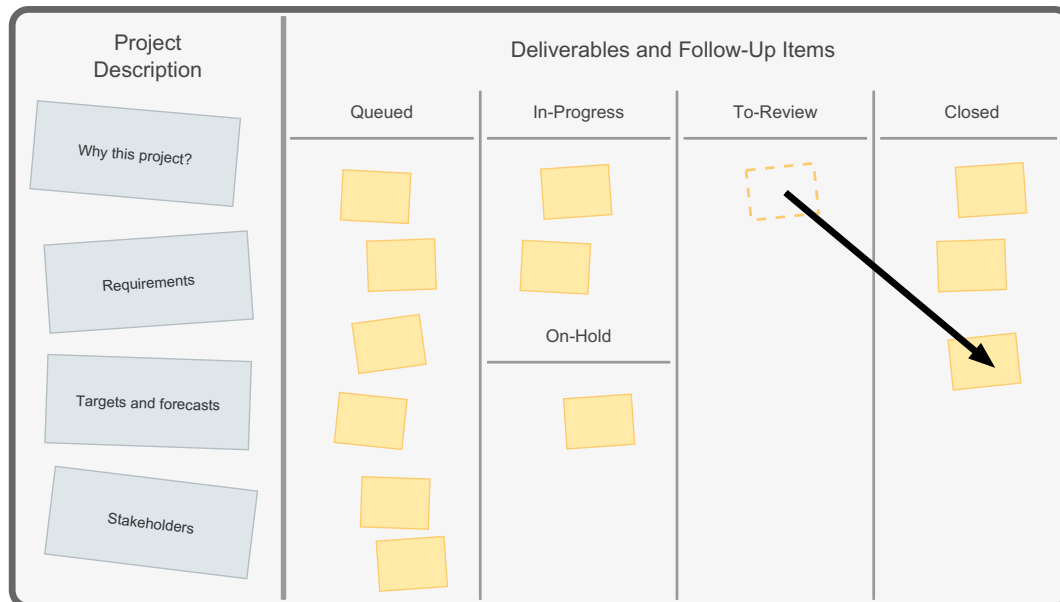 Project
Description
Why this project?
Requirements
Targets and forecasts
Stakeholders
Deliverables and Follow-Up Items
Queued
In-Progress
On-Hold
To-Review
Closed